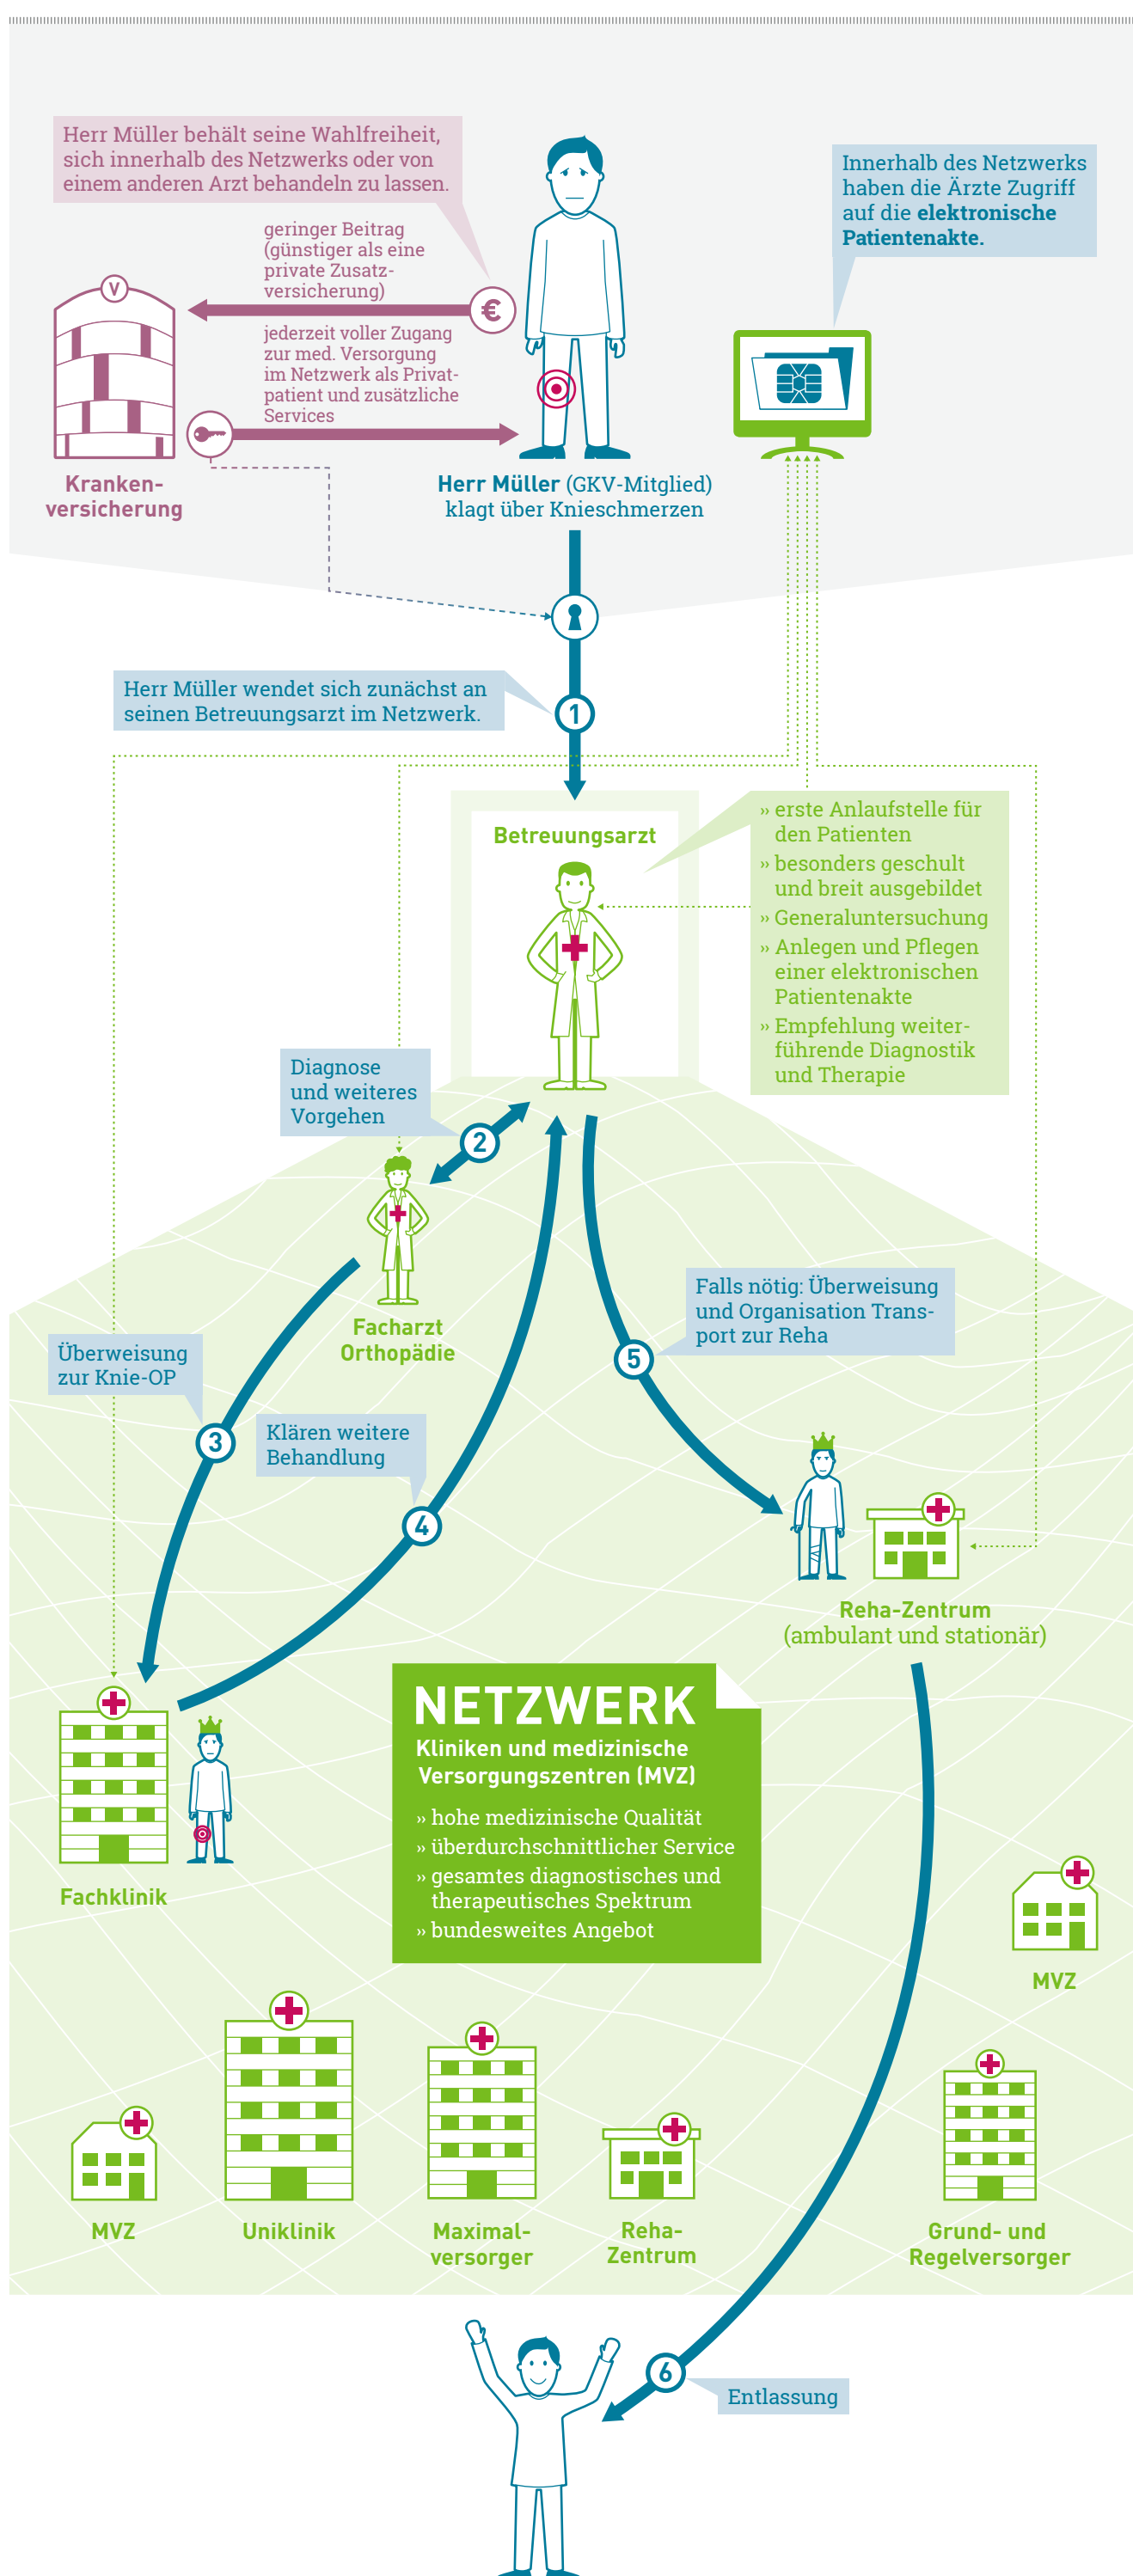 Herr Müller behält seine Wahlfreiheit,
sich innerhalb des Netzwerks oder von
einem anderen Arzt behandeln zu lassen.
Innerhalb des Netzwerks
haben die Ärzte Zugriff
auf die elektronische
Patientenakte.
geringer Beitrag
(günstiger als eine
private Zusatz-
versicherung)
V
€
jederzeit voller Zugang
zur med. Versorgung
im Netzwerk als Privat-
patient und zusätzliche
Services
Kranken-
versicherung
Herr Müller (GKV-Mitglied)
klagt über Knieschmerzen
Herr Müller wendet sich zunächst an
seinen Betreuungsarzt im Netzwerk.
1
Betreuungsarzt
›› erste Anlaufstelle für
den Patienten
›› besonders geschult
und breit ausgebildet
›› Generaluntersuchung
›› Anlegen und Pflegen
einer elektronischen
Patientenakte
›› Empfehlung weiter-
führende Diagnostik
und Therapie
Diagnose
und weiteres
Vorgehen
2
Facharzt
Orthopädie
Falls nötig: Überweisung
und Organisation Trans-
port zur Reha
5
Überweisung
zur Knie-OP
3
Klären weitere
Behandlung
4
Reha-Zentrum
(ambulant und stationär)
NETZWERK
Kliniken und medizinische
Versorgungszentren (MVZ)
›› hohe medizinische Qualität
›› überdurchschnittlicher Service
›› gesamtes diagnostisches und
therapeutisches Spektrum
›› bundesweites Angebot
Fachklinik
MVZ
MVZ
Uniklinik
Maximal-
versorger
Reha-
Zentrum
Grund- und
Regelversorger
6
Entlassung